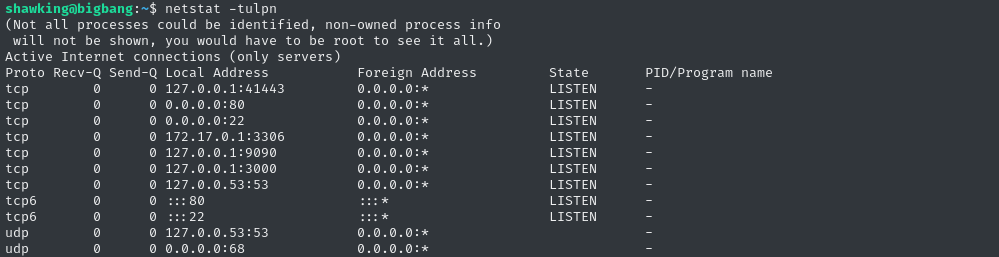 shawking@bigbang:~$ netstat -tulpn
(Not all processes could be identified, non-owned process info
 will not be shown, you would have to be root to see it all.)
Active Internet connections (only servers)
Proto Recv-Q Send-Q Local Address           Foreign Address         State       PID/Program name
tcp        0      0 127.0.0.1:41443         0.0.0.0:*               LISTEN      -
tcp        0      0 0.0.0.0:80              0.0.0.0:*               LISTEN      -
tcp        0      0 0.0.0.0:22              0.0.0.0:*               LISTEN      -
tcp        0      0 172.17.0.1:3306         0.0.0.0:*               LISTEN      -
tcp        0      0 127.0.0.1:9090          0.0.0.0:*               LISTEN      -
tcp        0      0 127.0.0.1:3000          0.0.0.0:*               LISTEN      -
tcp        0      0 127.0.0.53:53           0.0.0.0:*               LISTEN      -
tcp6       0      0 :::80                   :::*                    LISTEN      -
tcp6       0      0 :::22                   :::*                    LISTEN      -
udp        0      0 127.0.0.53:53           0.0.0.0:*                           -
udp        0      0 0.0.0.0:68              0.0.0.0:*                           -